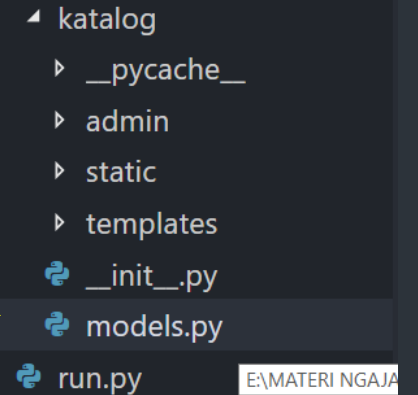 katalog
__pycache__
admin
static
templates
__init__.py
models.py
run.py
E:\MATERI NGAJA